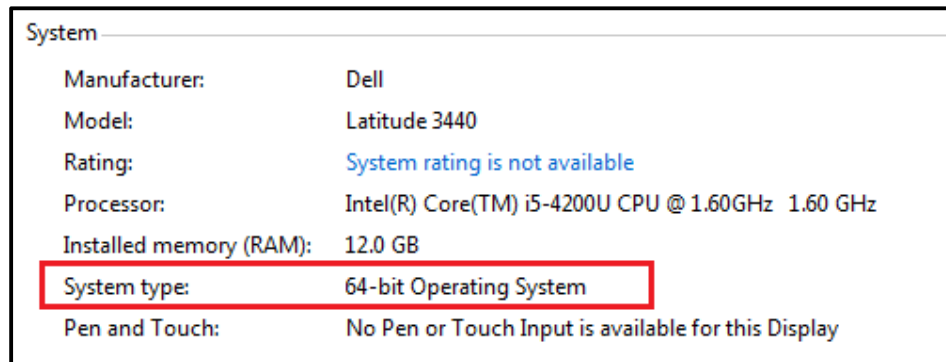 System
Manufacturer: Dell
Model: Latitude 3440
Rating: System rating is not available
Processor: Intel(R) Core(TM) i5-4200U CPU @ 1.60GHz 1.60 GHz
Installed memory (RAM): 12.0 GB
System type: 64-bit Operating System
Pen and Touch: No Pen or Touch Input is available for this Display